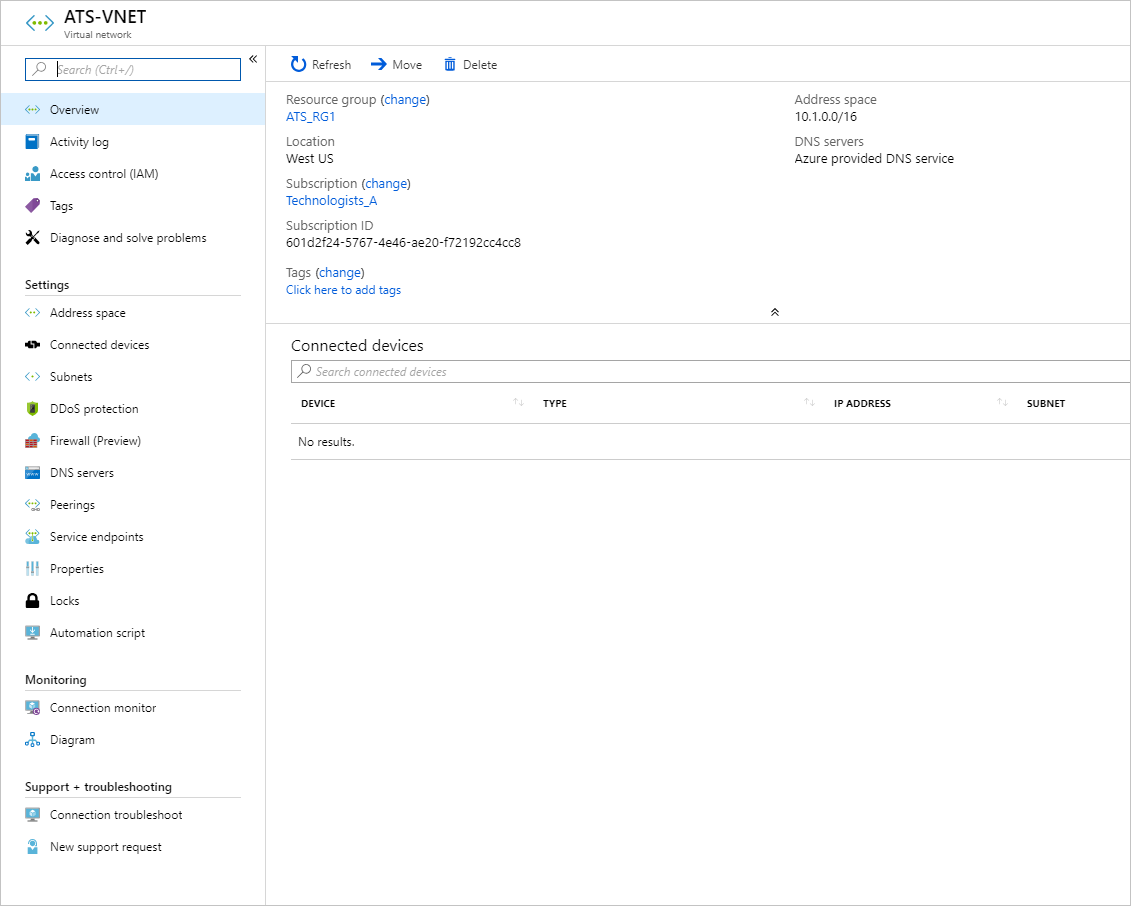 ATS-VNET
Virtual network
Search (Ctrl+/)
«
Overview
Activity log
Access control (IAM)
Tags
Diagnose and solve problems
Settings
Address space
Connected devices
Subnets
DDoS protection
Firewall (Preview)
DNS servers
Peerings
Service endpoints
Properties
Locks
Automation script
Monitoring
Connection monitor
Diagram
Support + troubleshooting
Connection troubleshoot
New support request
Refresh Move Delete
Resource group (change)
ATS_RG1
Location
West US
Subscription (change)
Technologists_A
Subscription ID
601d2f24-5767-4e46-ae20-f72192cc4cc8
Tags (change)
Click here to add tags
Address space
10.1.0.0/16
DNS servers
Azure provided DNS service
Connected devices
Search connected devices
DEVICE TYPE IP ADDRESS SUBNET
No results.